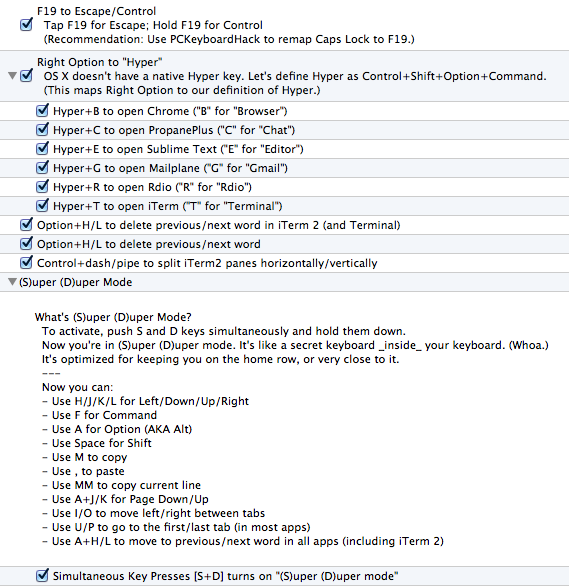 F19 to Escape/Control
Tap F19 for Escape; Hold F19 for Control
(Recommendation: Use PCKeyboardHack to remap Caps Lock to F19.)
Right Option to "Hyper"
OS X doesn't have a native Hyper key. Let's define Hyper as Control+Shift+Option+Command.
(This maps Right Option to our definition of Hyper.)
Hyper+B to open Chrome ("B" for "Browser")
Hyper+C to open PropanePlus ("C" for "Chat")
Hyper+E to open Sublime Text ("E" for "Editor")
Hyper+G to open Mailplane ("G" for "Gmail")
Hyper+R to open Rdio ("R" for "Rdio")
Hyper+T to open iTerm ("T" for "Terminal")
Option+H/L to delete previous/next word in iTerm 2 (and Terminal)
Option+H/L to delete previous/next word
Control+dash/pipe to split iTerm2 panes horizontally/vertically
(S)uper (D)uper Mode
What's (S)uper (D)uper Mode?
To activate, push S and D keys simultaneously and hold them down.
Now you're in (S)uper (D)uper mode. It's like a secret keyboard _inside_ your keyboard. (Whoa.)
It's optimized for keeping you on the home row, or very close to it.
---
Now you can:
- Use H/J/K/L for Left/Down/Up/Right
- Use F for Command
- Use A for Option (AKA Alt)
- Use Space for Shift
- Use M to copy
- Use , to paste
- Use MM to copy current line
- Use A+J/K for Page Down/Up
- Use I/O to move left/right between tabs
- Use U/P to go to the first/last tab (in most apps)
- Use A+H/L to move to previous/next word in all apps (including iTerm 2)
Simultaneous Key Presses [S+D] turns on "(S)uper (D)uper mode"